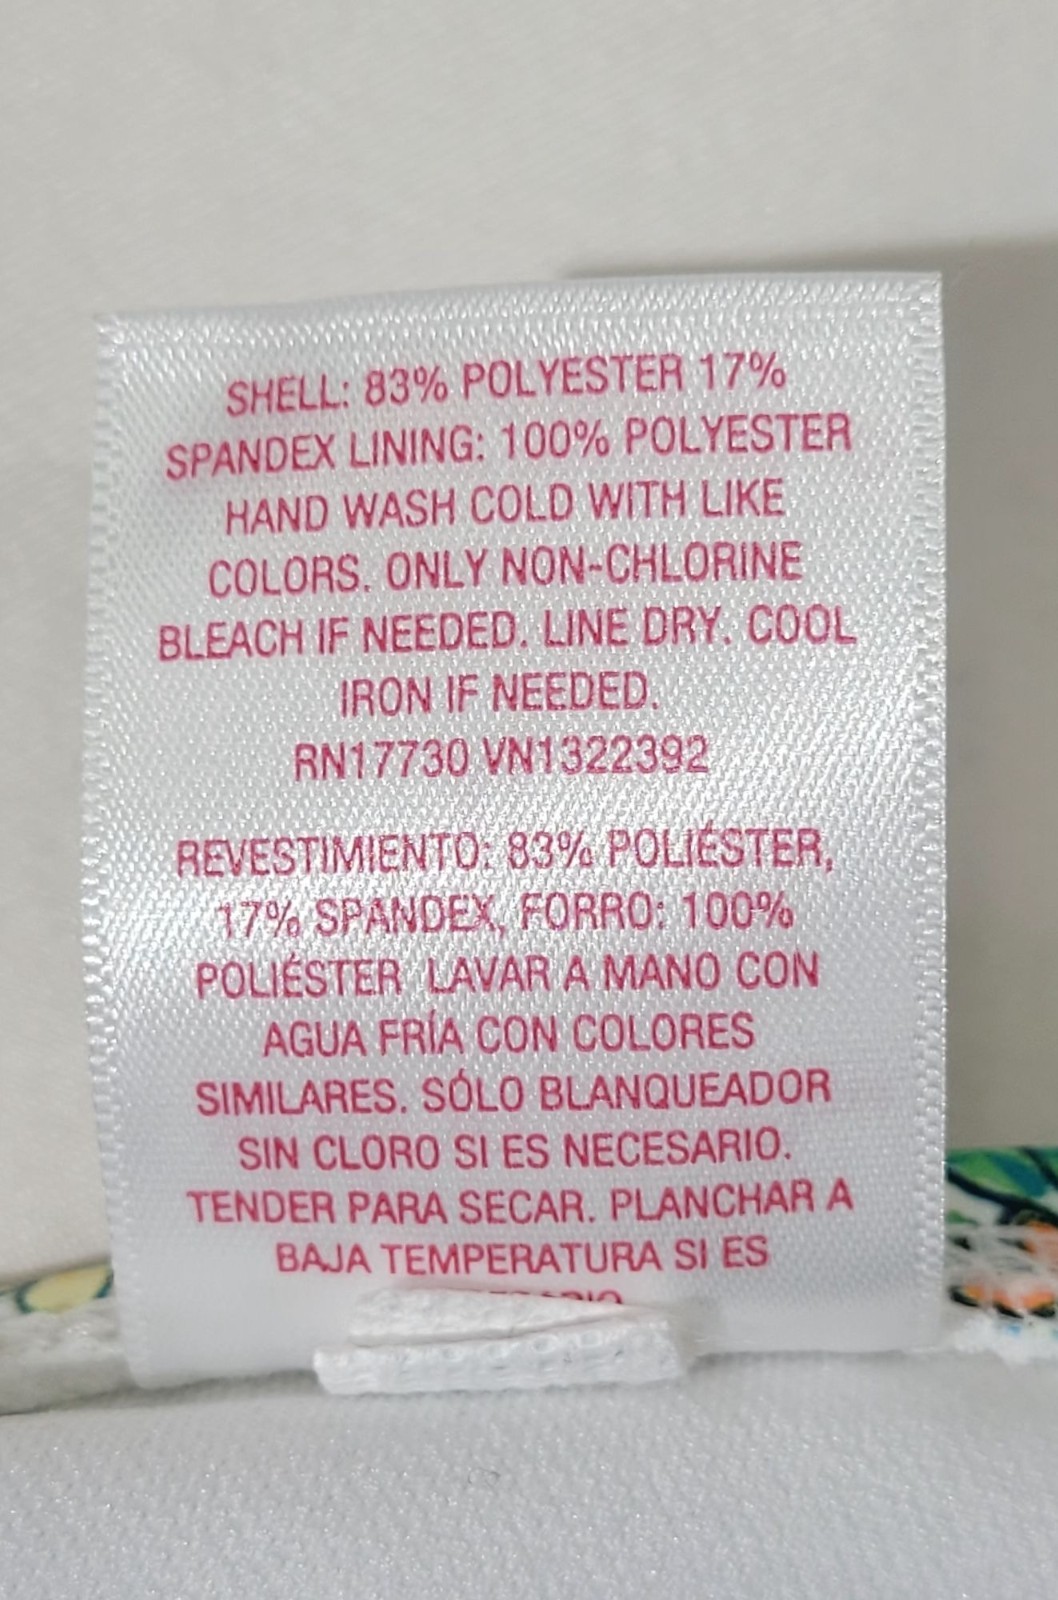 SHELL: 83% POLYESTER 17%
SPANDEX LINING: 100% POLYESTER
HAND WASH COLD WITH LIKE
COLORS. ONLY NON-CHLORINE
BLEACH IF NEEDED. LINE DRY. COOL
IRON IF NEEDED.
RN17730 VN1322392
REVESTIMIENTO: 83% POLIÉSTER,
17% SPANDEX, FORRO: 100%
POLIÉSTER LAVAR A MANO CON
AGUA FRÍA CON COLORES
SIMILARES. SÓLO BLANQUEADOR
SIN CLORO SI ES NECESARIO.
TENDER PARA SECAR. PLANCHAR A
BAJA TEMPERATURA SI ES